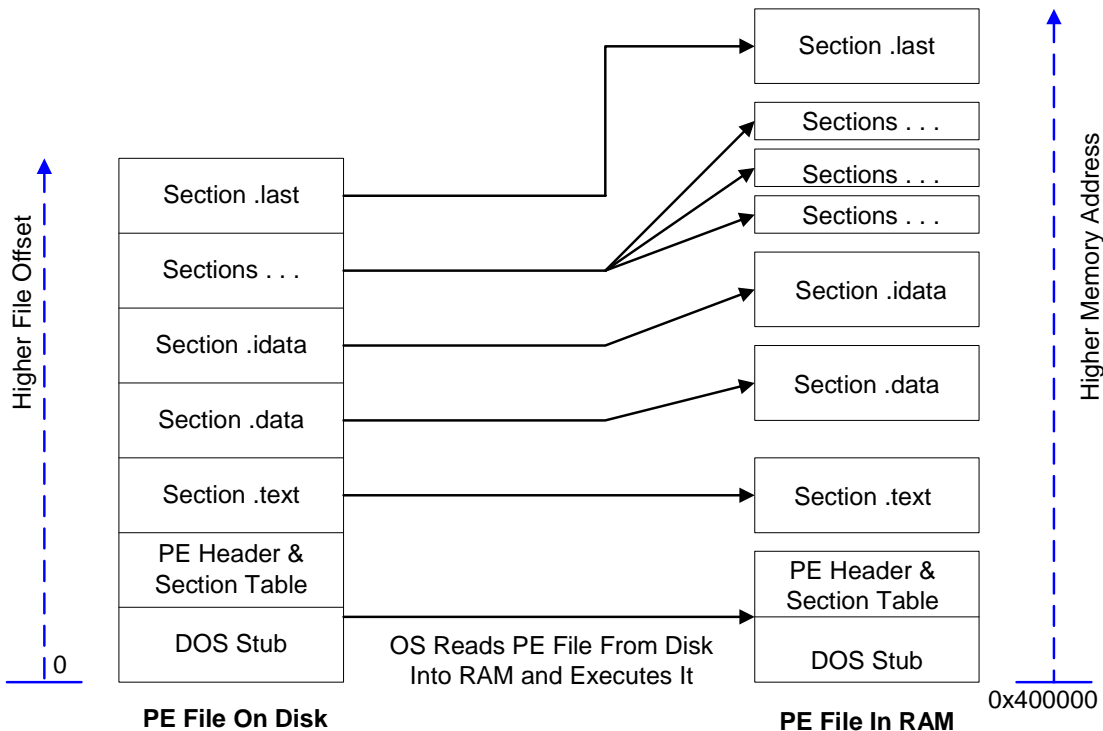 Higher File Offset
0
Section .last
Sections . . .
Section .idata
Section .data
Section .text
PE Header &
Section Table
DOS Stub
PE File On Disk
OS Reads PE File From Disk
Into RAM and Executes It
Section .last
Sections . . .
Sections . . .
Sections . . .
Section .idata
Section .data
Section .text
PE Header &
Section Table
DOS Stub
PE File In RAM
Higher Memory Address
0x400000